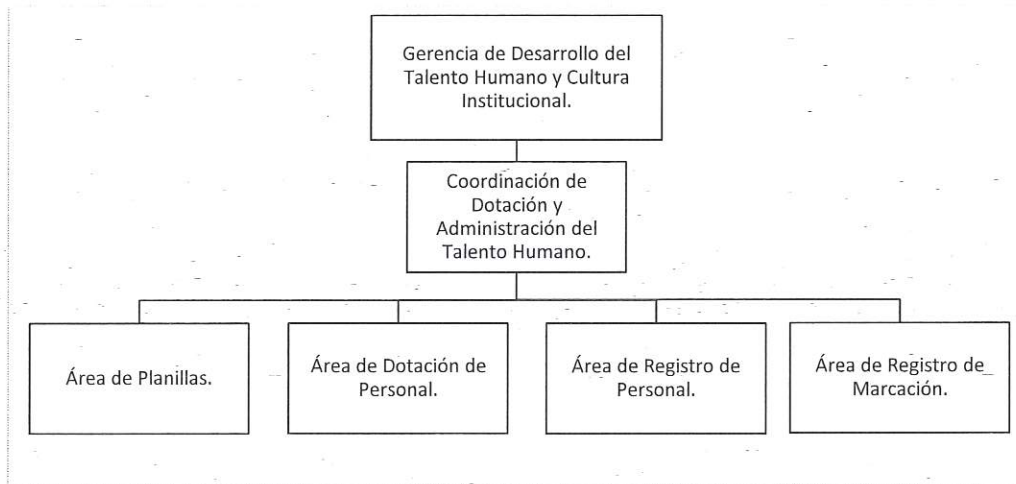 Gerencia de Desarrollo del
Talento Humano y Cultura
Institucional.
Coordinación de
Dotación y
Administración del
Talento Humano.
Área de Planillas.
Área de Dotación de
Personal.
Área de Registro de
Personal.
Área de Registro de
Marcación.